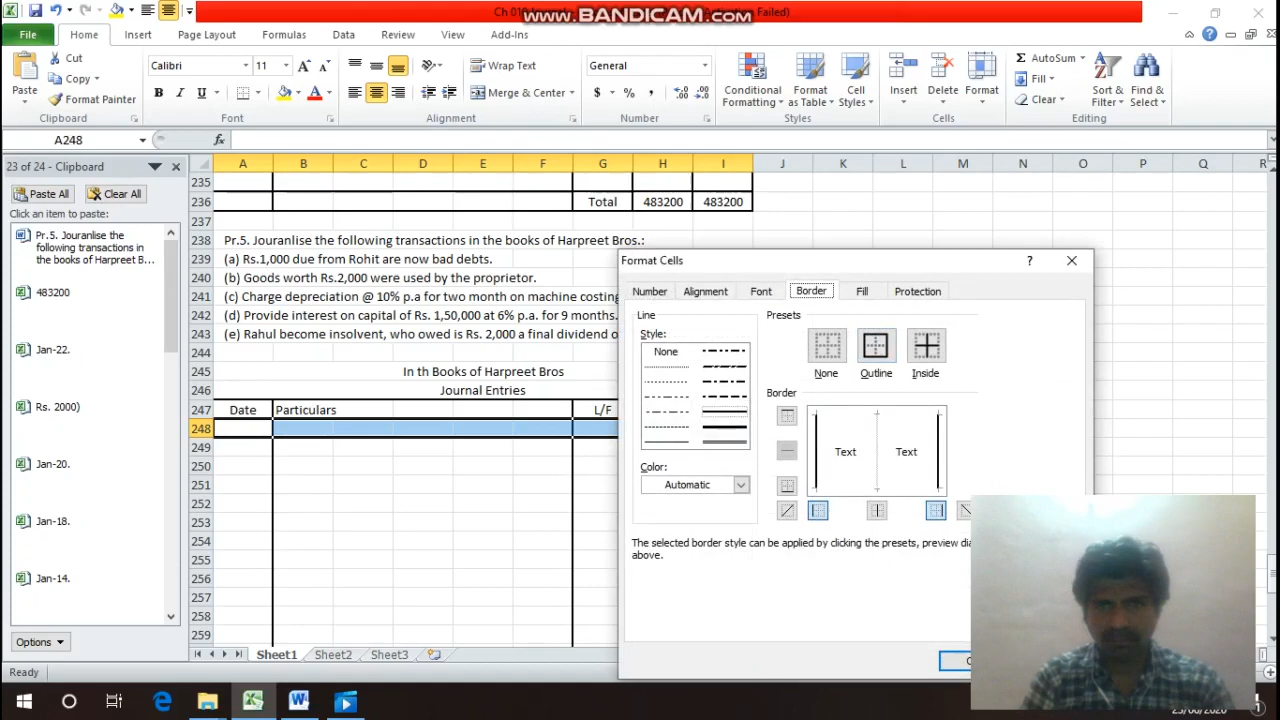 www.BANDICAM.com
Ch 01
Failed)
File
Home
Insert
Page Layout
Formulas
Data
Review
View
Add-Ins
Paste
Cut
Copy
Format Painter
Clipboard
Calibri
11
B I U
Font
Wrap Text
Merge & Center
Alignment
General
$ % ,
Number
Conditional Formatting
Format as Table
Cell Styles
Styles
Insert
Delete
Format
Cells
AutoSum
Fill
Clear
Sort & Filter
Find & Select
Editing
A248
fx
23 of 24 - Clipboard
Paste All
Clear All
Click an item to paste:
Pr.5. Jouranlise the
following transactions in
the books of Harpreet B...
483200
Jan-22.
Rs. 2000)
Jan-20.
Jan-18.
Jan-14.
Options
A B C D E F G H I J K L M N O P Q R
235
236 Total 483200 483200
237
238 Pr.5. Jouranlise the following transactions in the books of Harpreet Bros.:
239 (a) Rs.1,000 due from Rohit are now bad debts.
240 (b) Goods worth Rs.2,000 were used by the proprietor.
241 (c) Charge depreciation @ 10% p.a for two month on machine costing
242 (d) Provide interest on capital of Rs. 1,50,000 at 6% p.a. for 9 months.
243 (e) Rahul become insolvent, who owed is Rs. 2,000 a final dividend o
244
245 In th Books of Harpreet Bros
246 Journal Entries
247 Date Particulars L/F
248
249
250
251
252
253
254
255
256
257
258
259
Format Cells
?
Number
Alignment
Font
Border
Fill
Protection
Line
Style:
None
Color:
Automatic
Presets
None
Outline
Inside
Border
Text
Text
The selected border style can be applied by clicking the presets, preview dia
above.
Sheet1
Sheet2
Sheet3
Ready